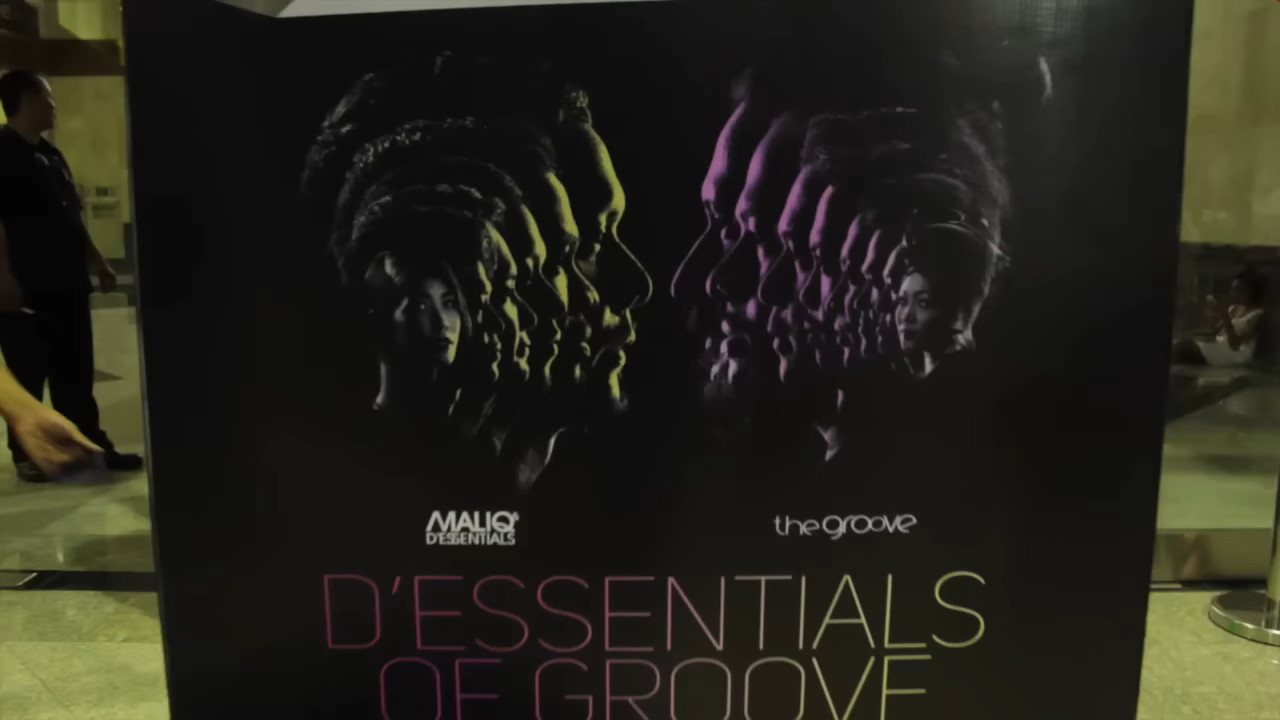 MALIQ &
D'ESSENTIALS
the groove
D'ESSENTIALS
OF GROOVE